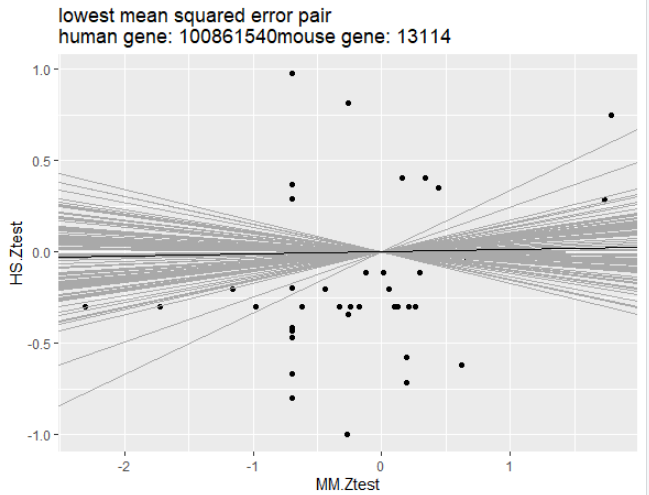 lowest mean squared error pair
human gene: 100861540mouse gene: 13114
1.0
0.5
0.0
-0.5
-1.0
HS.Ztest
-2 -1 0 1
MM.Ztest